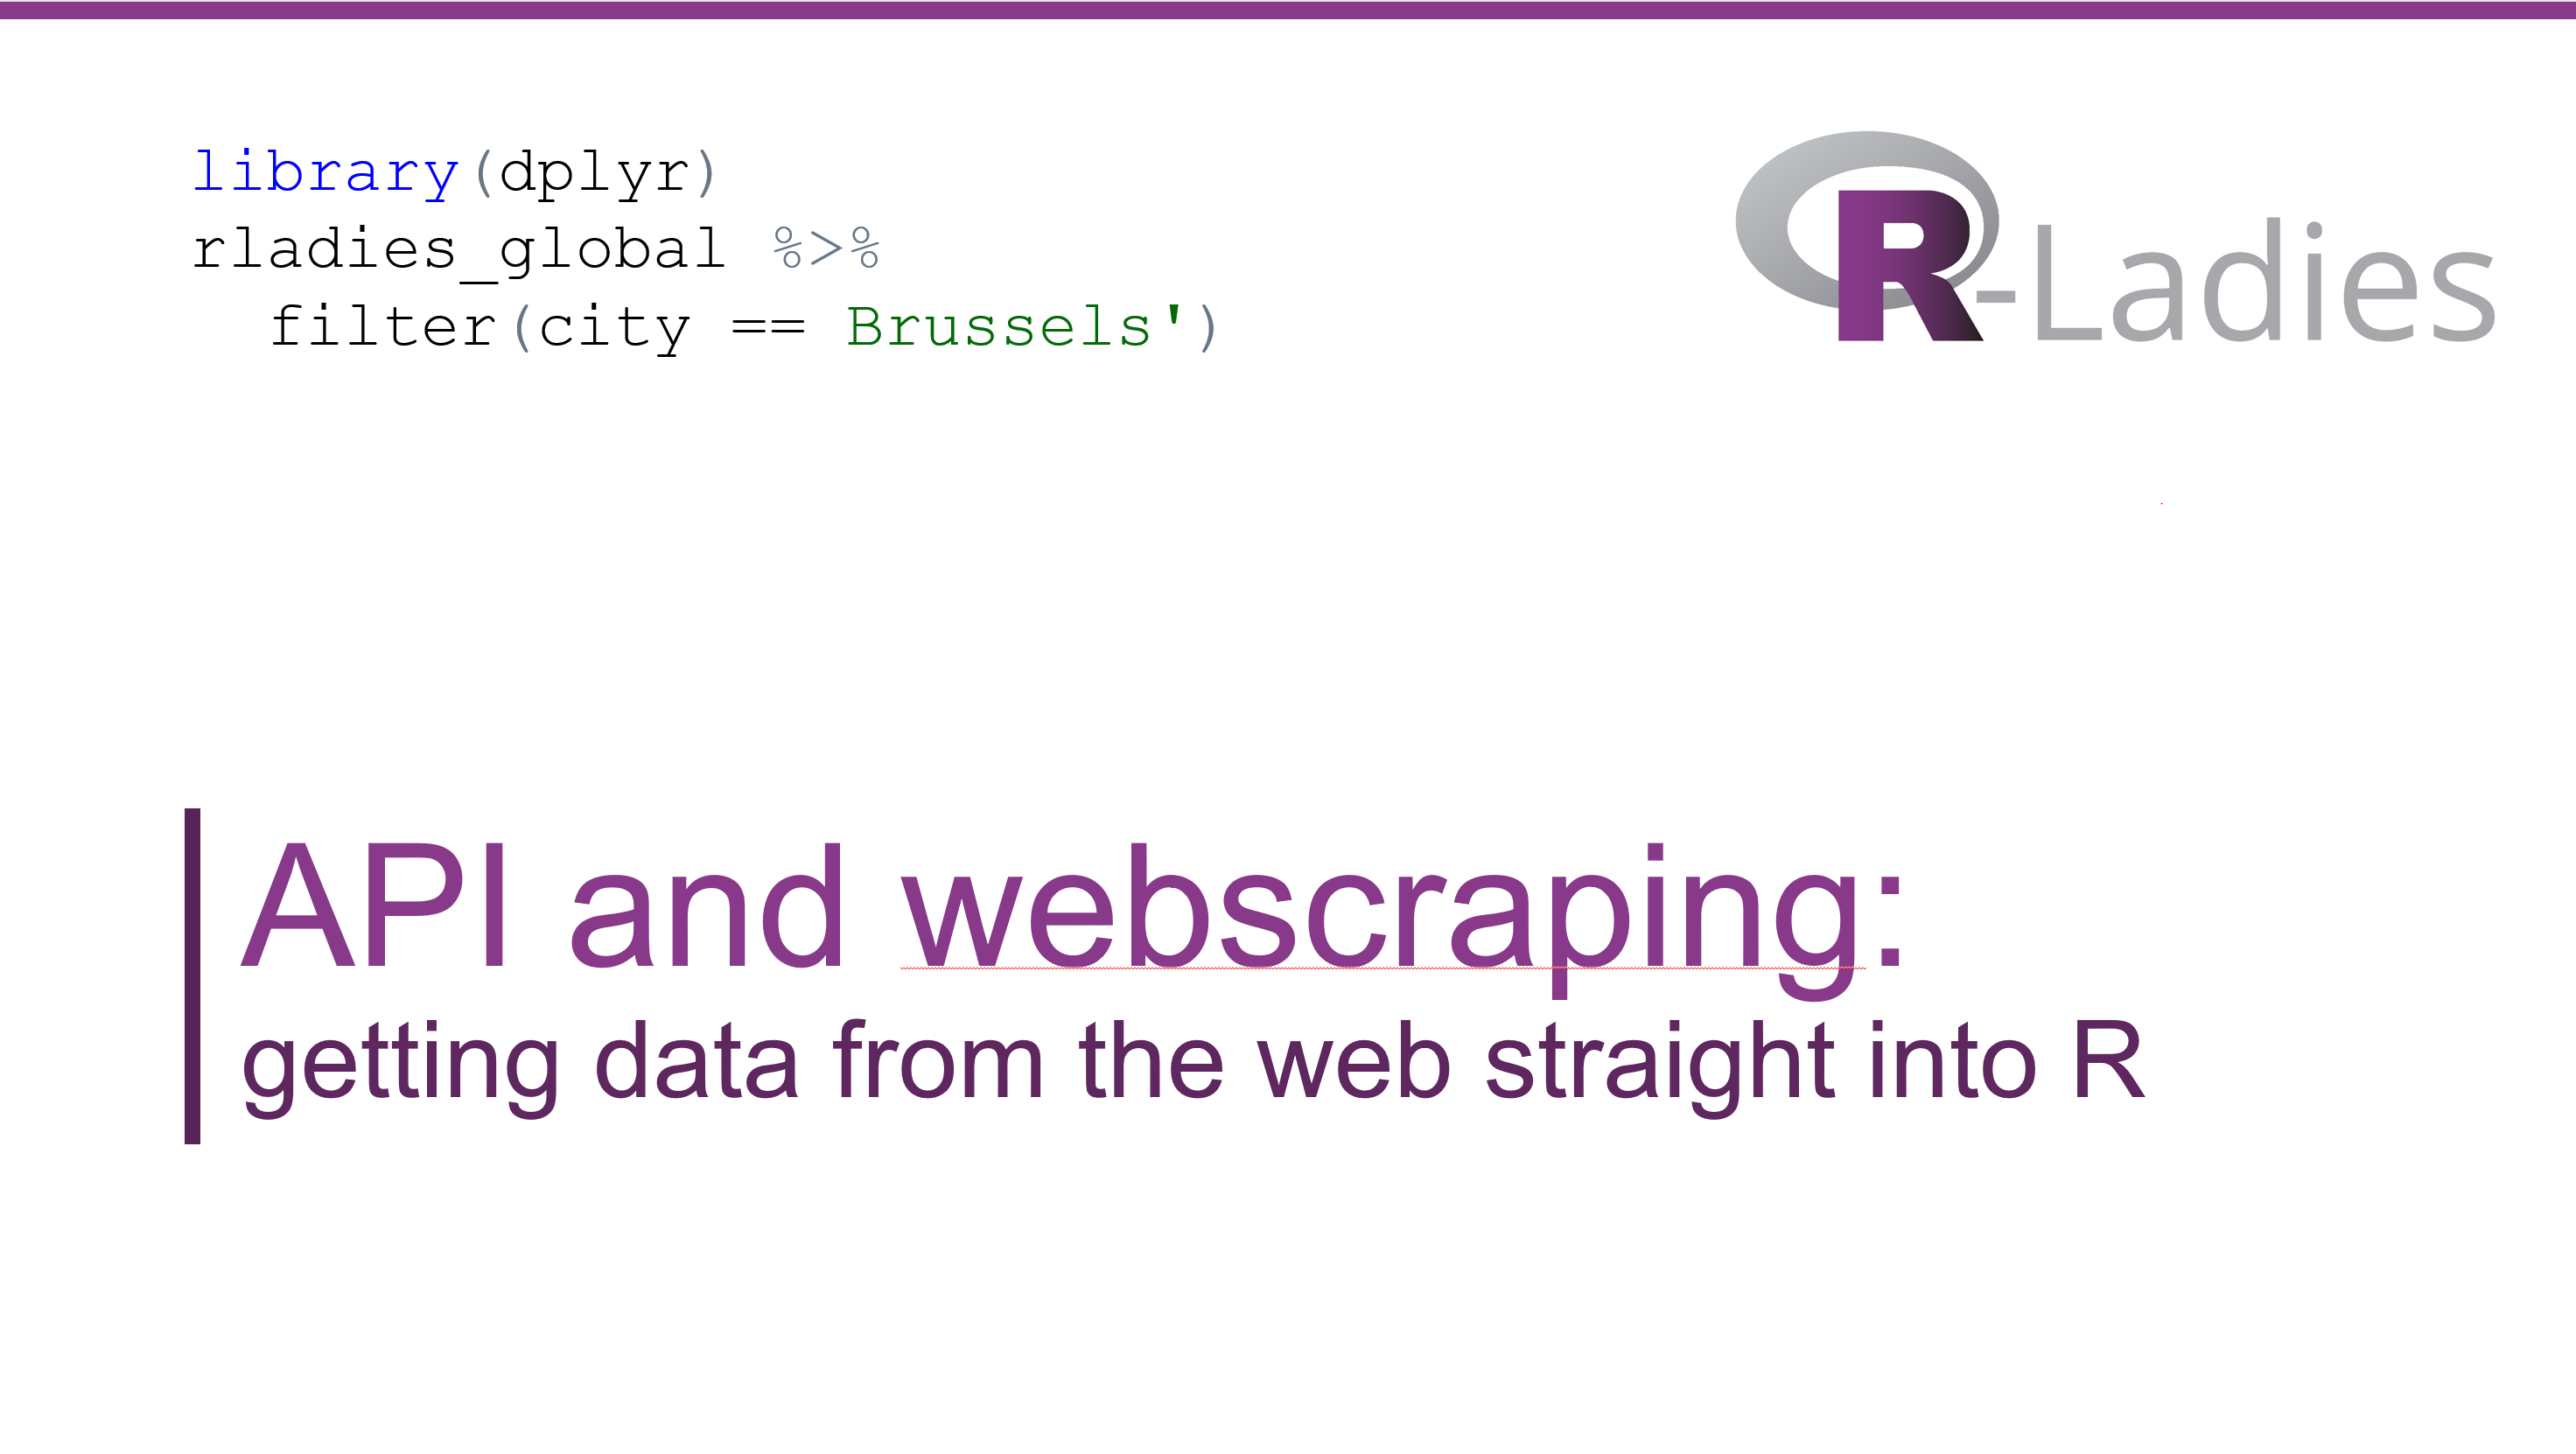 library(dplyr)
rladies_global %>%
  filter(city == Brussels')
R-Ladies
API and webscraping:
getting data from the web straight into R